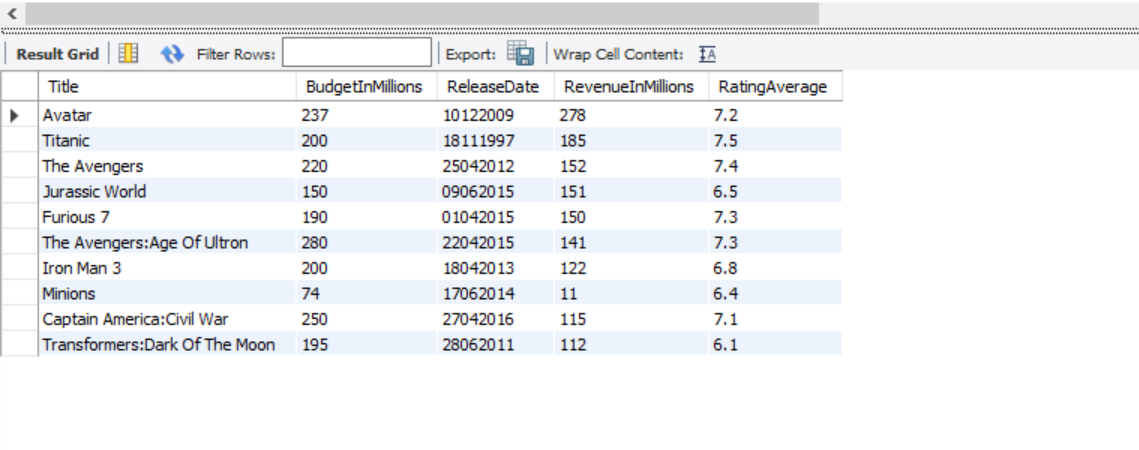 Result Grid Filter Rows: Export: Wrap Cell Content: IA
Title BudgetInMillions ReleaseDate RevenueInMillions RatingAverage
Avatar 237 10122009 278 7.2
Titanic 200 18111997 185 7.5
The Avengers 220 25042012 152 7.4
Jurassic World 150 09062015 151 6.5
Furious 7 190 01042015 150 7.3
The Avengers:Age Of Ultron 280 22042015 141 7.3
Iron Man 3 200 18042013 122 6.8
Minions 74 17062014 11 6.4
Captain America:Civil War 250 27042016 115 7.1
Transformers:Dark Of The Moon 195 28062011 112 6.1